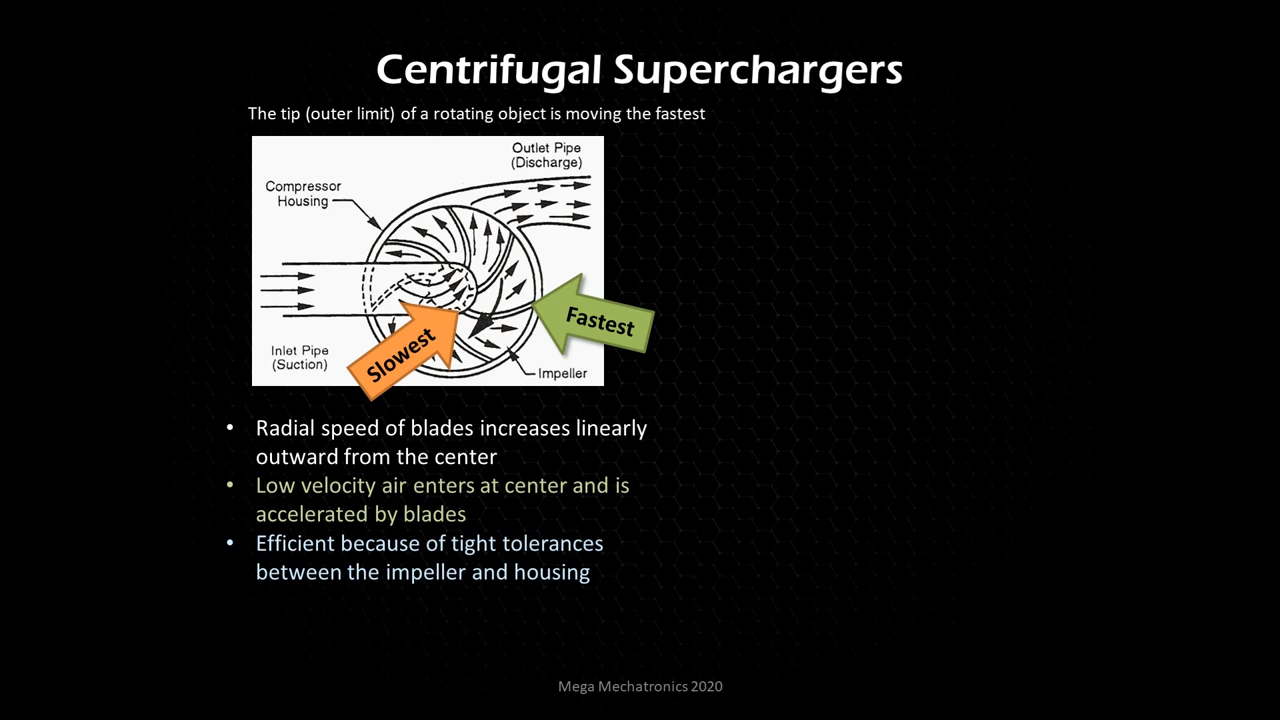 Centrifugal Superchargers
The tip (outer limit) of a rotating object is moving the fastest
Outlet Pipe
(Discharge)
Compressor
Housing
Fastest
Slowest
Inlet Pipe
(Suction)
Impeller
• Radial speed of blades increases linearly
outward from the center
• Low velocity air enters at center and is
accelerated by blades
• Efficient because of tight tolerances
between the impeller and housing
Mega Mechatronics 2020